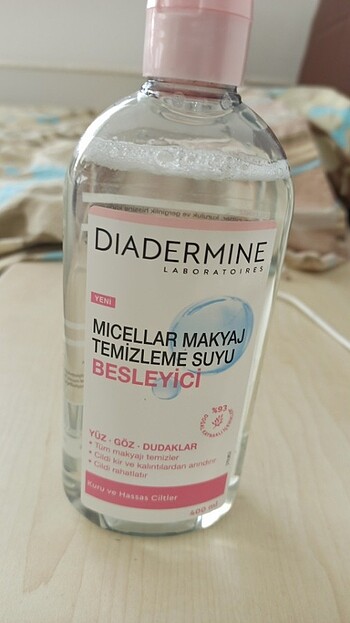 DIADERMINE
LABORATOIRES
YENİ
MICELLAR MAKYAJ
TEMİZLEME SUYU
BESLEYİCİ
%93
YÜZ · GÖZ · DUDAKLAR
• Tüm makyajı temizler
• Cildi kir ve kalıntılardan arındırır
• Cildi rahatlatır
Kuru ve Hassas Ciltler
400 ml